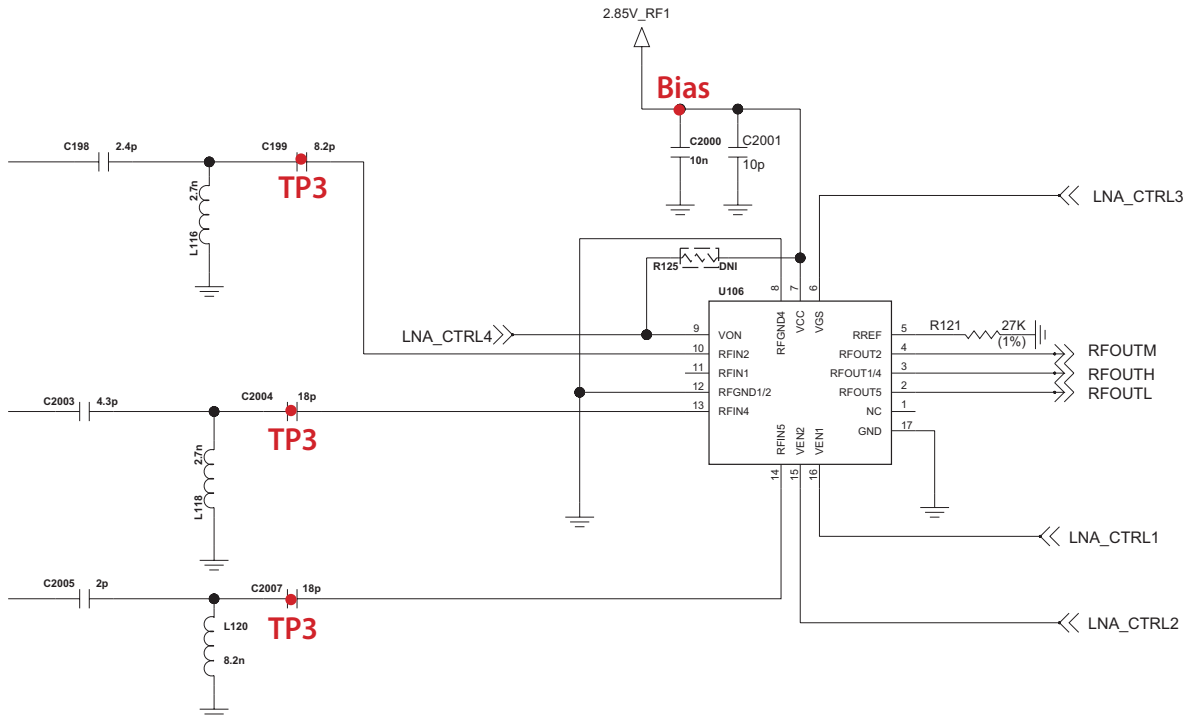 2.85V_RF1
Bias
C198 2.4p C199 8.2p
C2000 C2001
10n 10p
TP3
2.7n
L116
LNA_CTRL3
R125 DNI
U106
8 7 6
RFGND4 VCC VGS
LNA_CTRL4
9 VON
10 RFIN2
11 RFIN1
12 RFGND1/2
13 RFIN4
RREF 5
RFOUT2 4
RFOUT1/4 3
RFOUT5 2
NC 1
GND 17
R121 27K
(1%)
RFOUTM
RFOUTH
RFOUTL
RFIN5 VEN2 VEN1
14 15 16
C2003 4.3p C2004 18p
TP3
2.7n
L118
LNA_CTRL1
C2005 2p C2007 18p
TP3
L120
8.2n
LNA_CTRL2